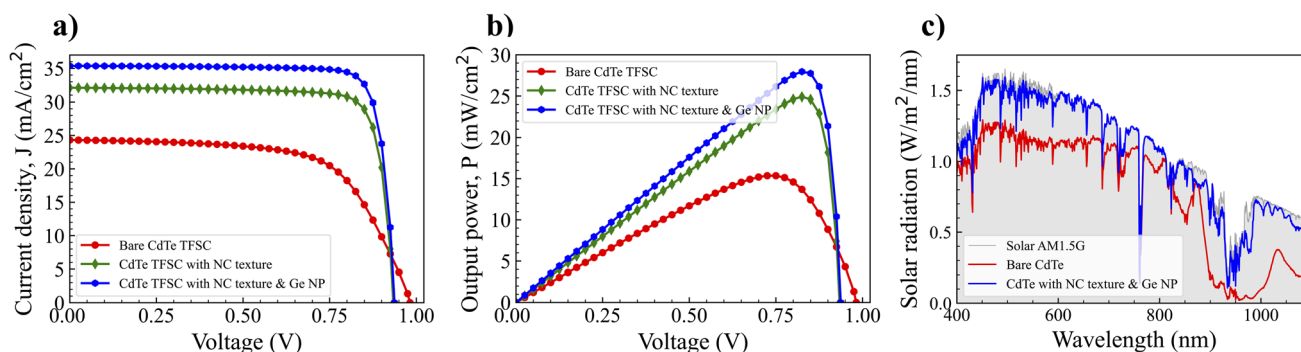 a)
Current density, J (mA/cm²)
35
30
25
20
15
10
5
0
Bare CdTe TFSC
CdTe TFSC with NC texture
CdTe TFSC with NC texture & Ge NP
0.00 0.25 0.50 0.75 1.00
Voltage (V)
b)
Output power, P (mW/cm²)
30
25
20
15
10
5
0
Bare CdTe TFSC
CdTe TFSC with NC texture
CdTe TFSC with NC texture & Ge NP
0.00 0.25 0.50 0.75 1.00
Voltage (V)
c)
Solar radiation (W/m²/nm)
1.5
1.0
0.5
0.0
Solar AM1.5G
Bare CdTe
CdTe with NC texture & Ge NP
400 600 800 1000
Wavelength (nm)